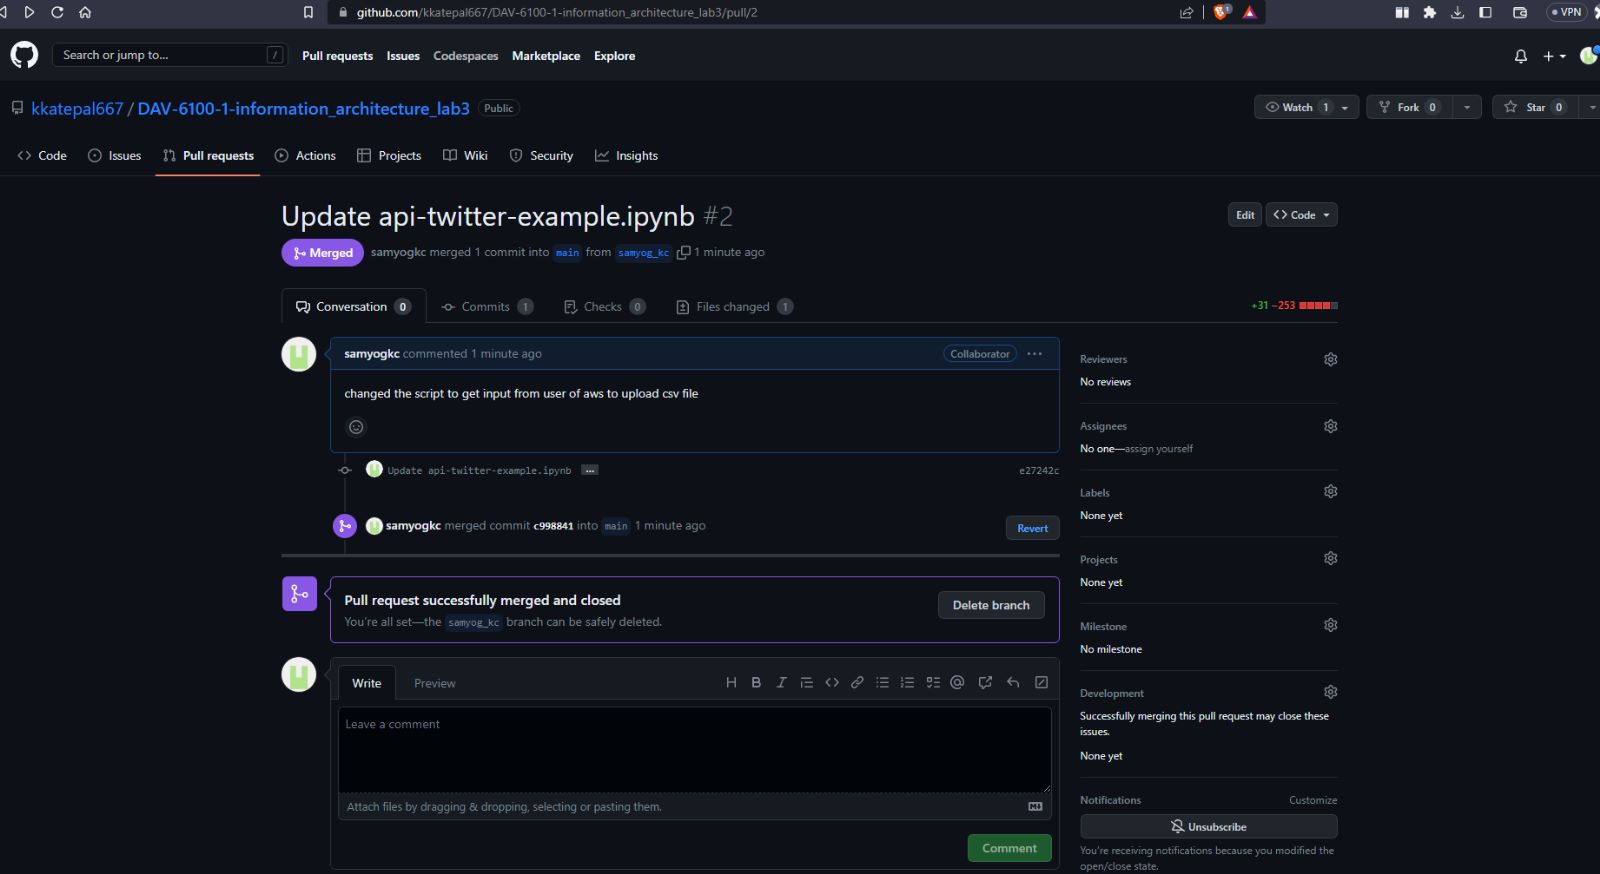 github.com/kkatepal667/DAV-6100-1-information_architecture_lab3/pull/2
1
VPN
Search or jump to...
/
Pull requests
Issues
Codespaces
Marketplace
Explore
kkatepal667 / DAV-6100-1-information_architecture_lab3 Public
Watch 1
Fork 0
Star 0
Code
Issues
Pull requests
Actions
Projects
Wiki
Security
Insights
Update api-twitter-example.ipynb #2
Edit
Code
Merged
samyogkc merged 1 commit into main from samyog_kc 1 minute ago
Conversation 0
Commits 1
Checks 0
Files changed 1
+31 −253
samyogkc commented 1 minute ago
Collaborator
...
changed the script to get input from user of aws to upload csv file
Update api-twitter-example.ipynb ...
e27242c
samyogkc merged commit c998841 into main 1 minute ago
Revert
Pull request successfully merged and closed
You're all set—the samyog_kc branch can be safely deleted.
Delete branch
Write
Preview
H B I
Leave a comment
Attach files by dragging & dropping, selecting or pasting them.
Comment
Reviewers
No reviews
Assignees
No one—assign yourself
Labels
None yet
Projects
None yet
Milestone
No milestone
Development
Successfully merging this pull request may close these
issues.
None yet
Notifications
Customize
Unsubscribe
You're receiving notifications because you modified the
open/close state.